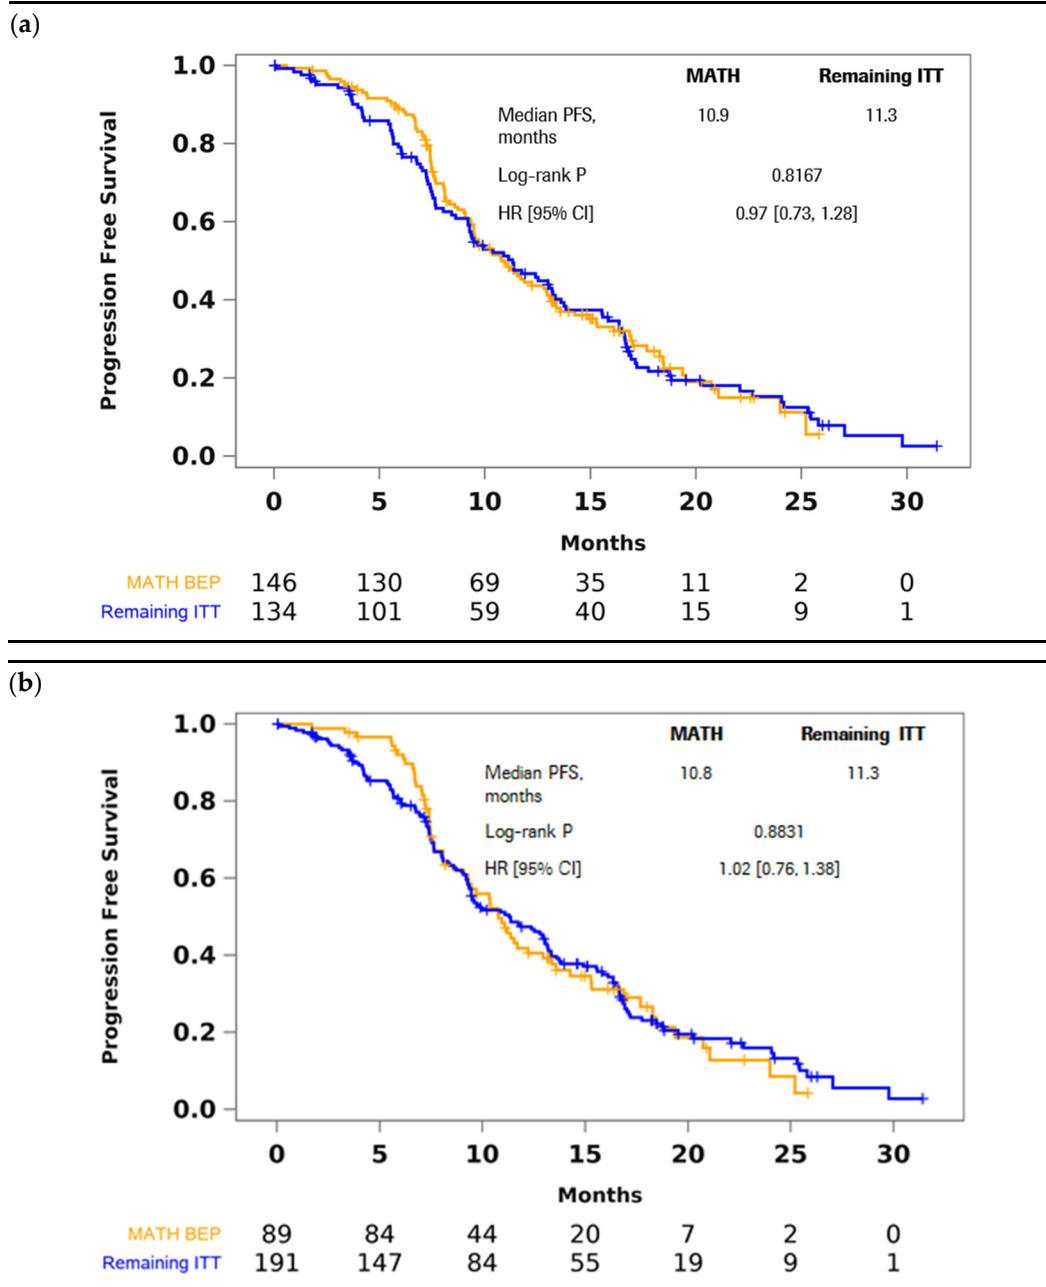 (a)
MATH Remaining ITT
Median PFS, 10.9 11.3
months
Log-rank P 0.8167
HR [95% CI] 0.97 [0.73, 1.28]
Progression Free Survival
1.0
0.8
0.6
0.4
0.2
0.0
0 5 10 15 20 25 30
Months
MATH BEP 146 130 69 35 11 2 0
Remaining ITT 134 101 59 40 15 9 1
(b)
MATH Remaining ITT
Median PFS, 10.8 11.3
months
Log-rank P 0.8831
HR [95% CI] 1.02 [0.76, 1.38]
Progression Free Survival
1.0
0.8
0.6
0.4
0.2
0.0
0 5 10 15 20 25 30
Months
MATH BEP 89 84 44 20 7 2 0
Remaining ITT 191 147 84 55 19 9 1